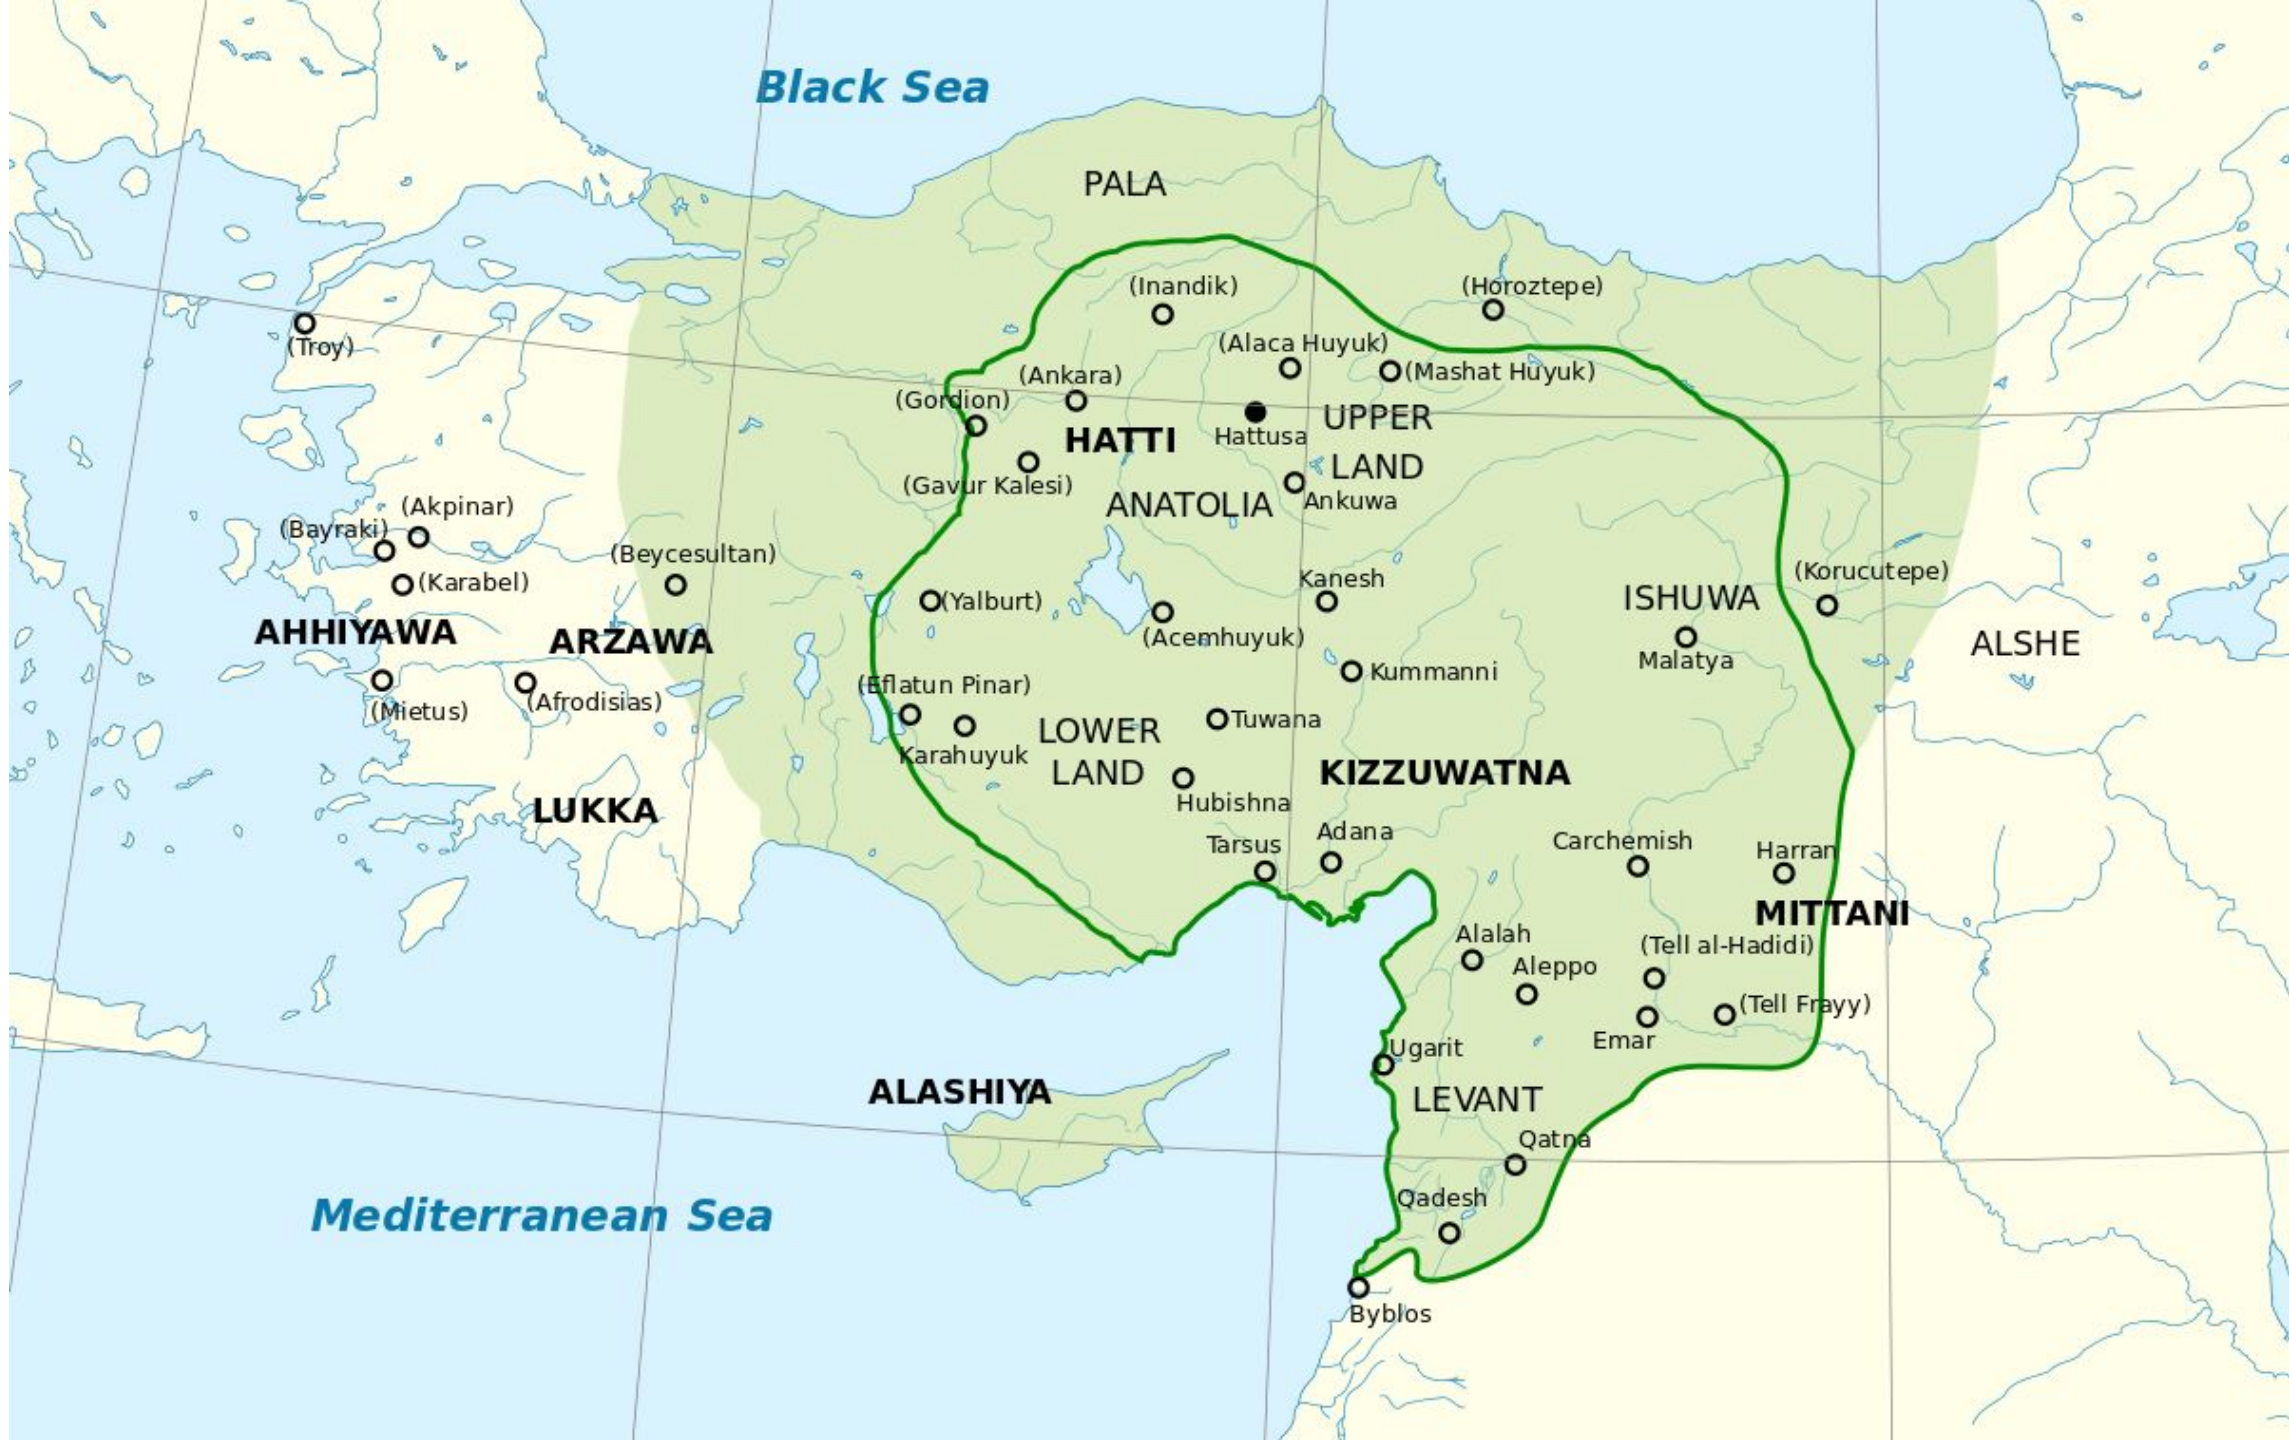 Black Sea
PALA
(Inandik)
(Horoztepe)
(Troy)
(Alaca Huyuk)
(Mashat Huyuk)
(Ankara)
(Gordion)
HATTI
Hattusa
UPPER
LAND
(Gavur Kalesi)
ANATOLIA
Ankuwa
(Akpinar)
(Bayraki)
(Karabel)
(Beycesultan)
(Yalburt)
(Acemhuyuk)
Kanesh
ISHUWA
(Korucutepe)
AHHIYAWA
ARZAWA
Malatya
ALSHE
Kummanni
(Mietus)
(Afrodisias)
(Eflatun Pinar)
Karahuyuk
LOWER
LAND
Tuwana
KIZZUWATNA
LUKKA
Hubishna
Tarsus
Adana
Carchemish
Harran
MITTANI
Alalah
(Tell al-Hadidi)
Aleppo
(Tell Frayy)
Emar
Ugarit
ALASHIYA
LEVANT
Qatna
Qadesh
Mediterranean Sea
Byblos